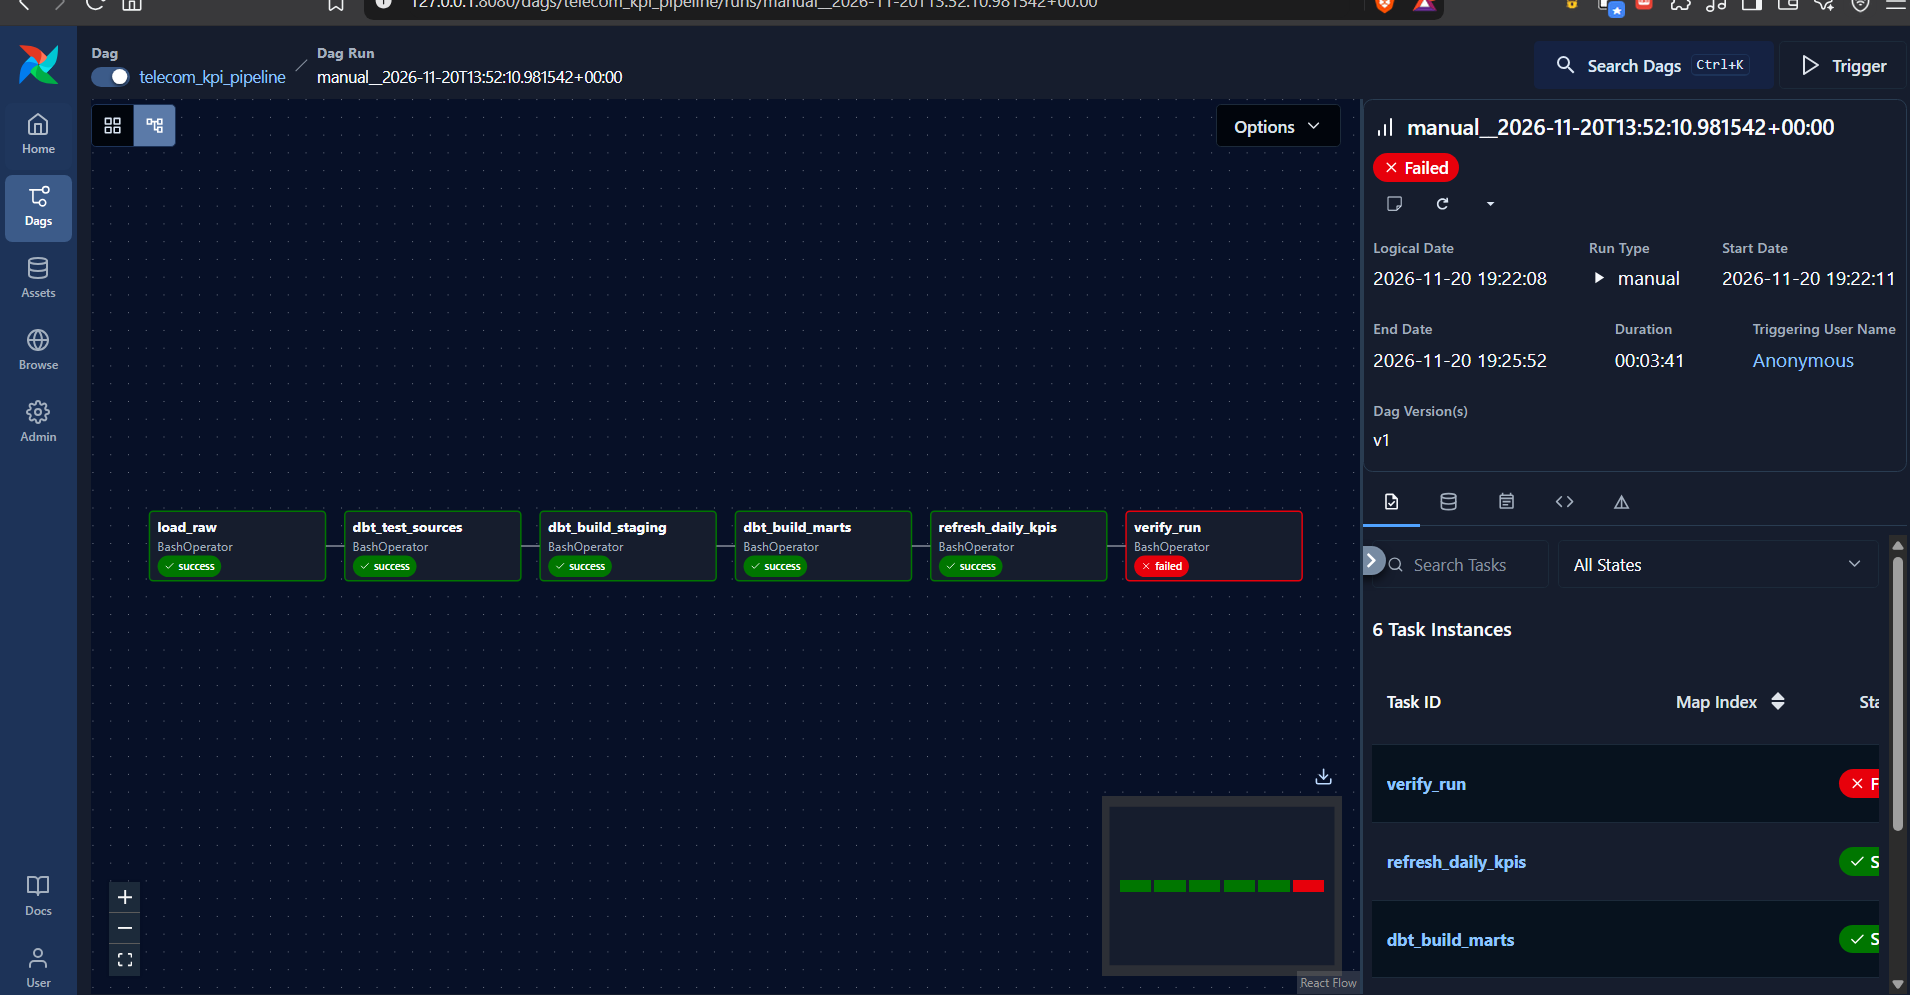 127.0.0.1:8080/dags/telecom_kpi_pipeline/runs/manual__2026-11-20T13:52:10.981542+00:00
Dag
telecom_kpi_pipeline
Dag Run
manual__2026-11-20T13:52:10.981542+00:00
Search Dags Ctrl+K
Trigger
Home
Dags
Assets
Browse
Admin
Docs
User
Options
load_raw
BashOperator
success
dbt_test_sources
BashOperator
success
dbt_build_staging
BashOperator
success
dbt_build_marts
BashOperator
success
refresh_daily_kpis
BashOperator
success
verify_run
BashOperator
failed
React Flow
manual__2026-11-20T13:52:10.981542+00:00
Failed
Logical Date
2026-11-20 19:22:08
Run Type
manual
Start Date
2026-11-20 19:22:11
End Date
2026-11-20 19:25:52
Duration
00:03:41
Triggering User Name
Anonymous
Dag Version(s)
v1
Search Tasks
All States
6 Task Instances
Task ID Map Index Sta
verify_run F
refresh_daily_kpis S
dbt_build_marts S